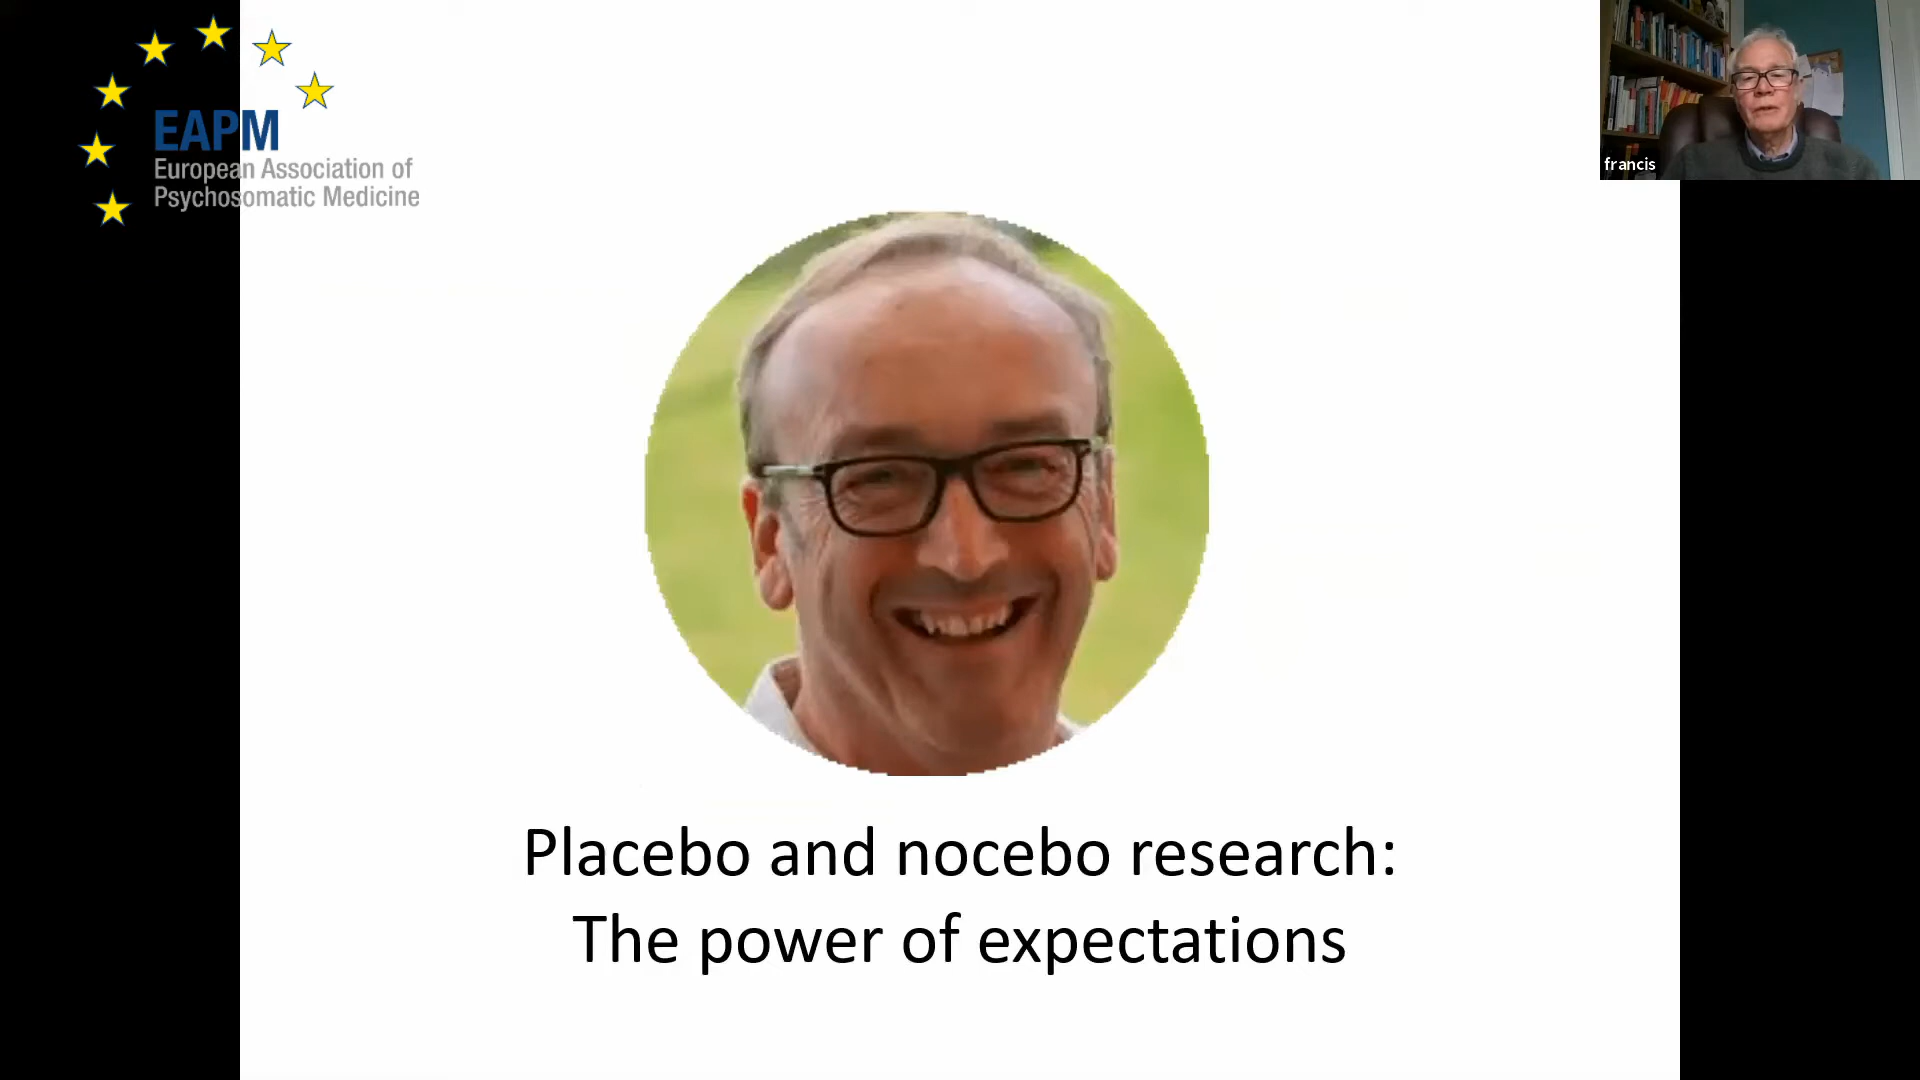 EAPM
European Association of
Psychosomatic Medicine
francis
Placebo and nocebo research:
The power of expectations